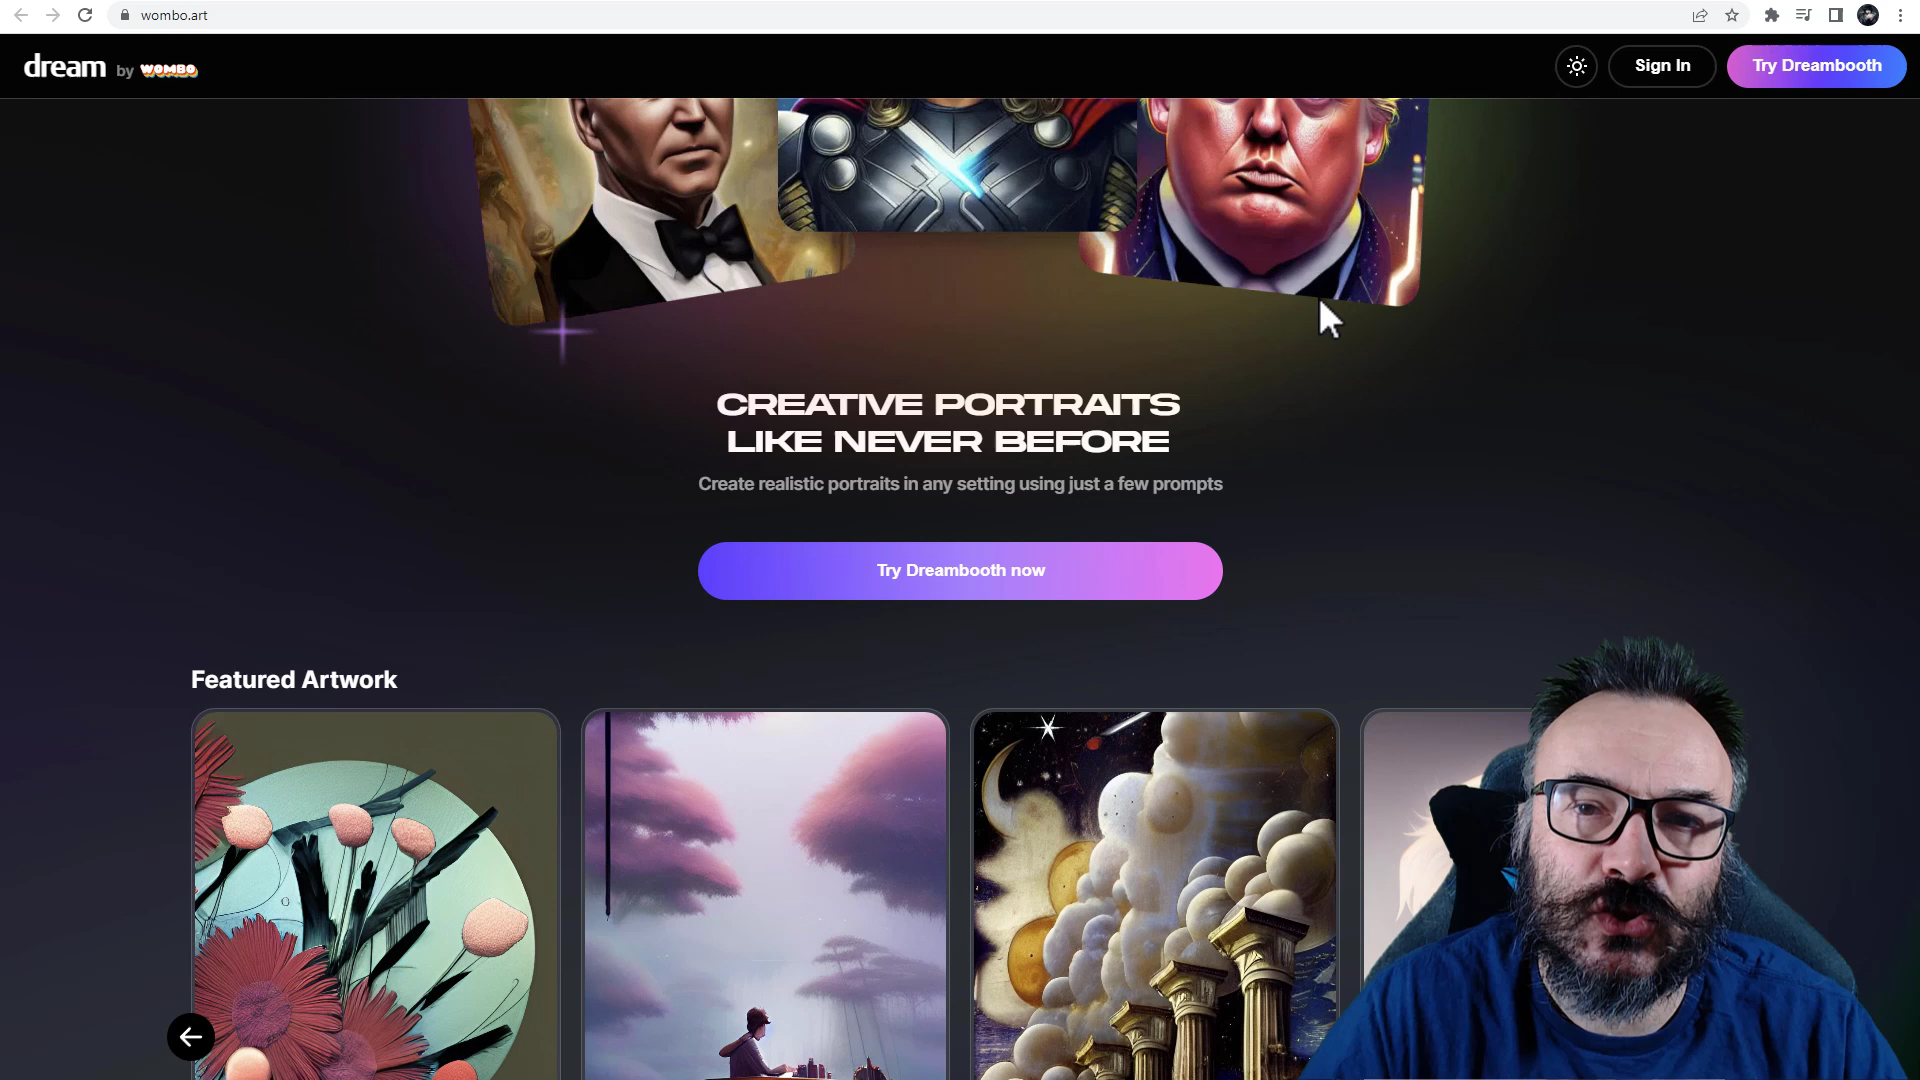 wombo.art
dream by WOMBO
Sign In
Try Dreambooth
CREATIVE PORTRAITS
LIKE NEVER BEFORE
Create realistic portraits in any setting using just a few prompts
Try Dreambooth now
Featured Artwork